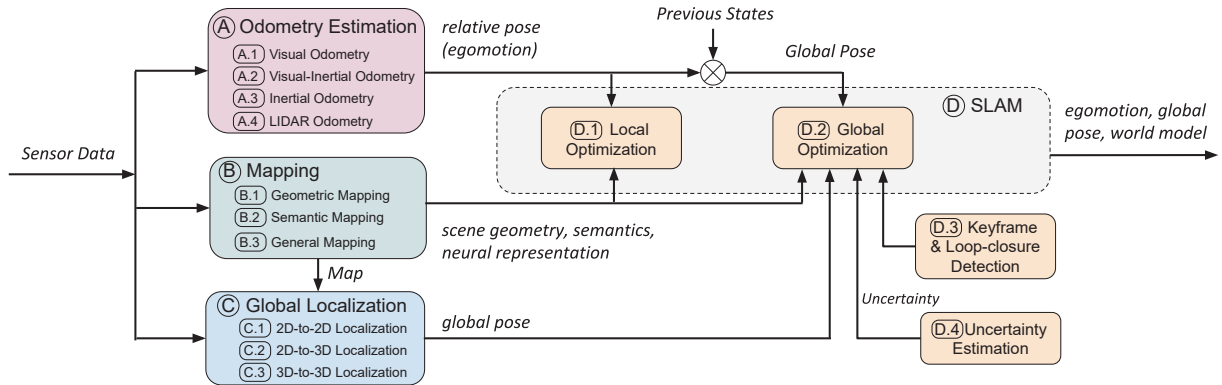 Sensor Data
A Odometry Estimation
A.1 Visual Odometry
A.2 Visual-Inertial Odometry
A.3 Inertial Odometry
A.4 LIDAR Odometry
relative pose
(egomotion)
Previous States
Global Pose
D SLAM
D.1 Local
Optimization
D.2 Global
Optimization
egomotion, global
pose, world model
B Mapping
B.1 Geometric Mapping
B.2 Semantic Mapping
B.3 General Mapping
scene geometry, semantics,
neural representation
Map
D.3 Keyframe
& Loop-closure
Detection
C Global Localization
C.1 2D-to-2D Localization
C.2 2D-to-3D Localization
C.3 3D-to-3D Localization
global pose
Uncertainty
D.4 Uncertainty
Estimation